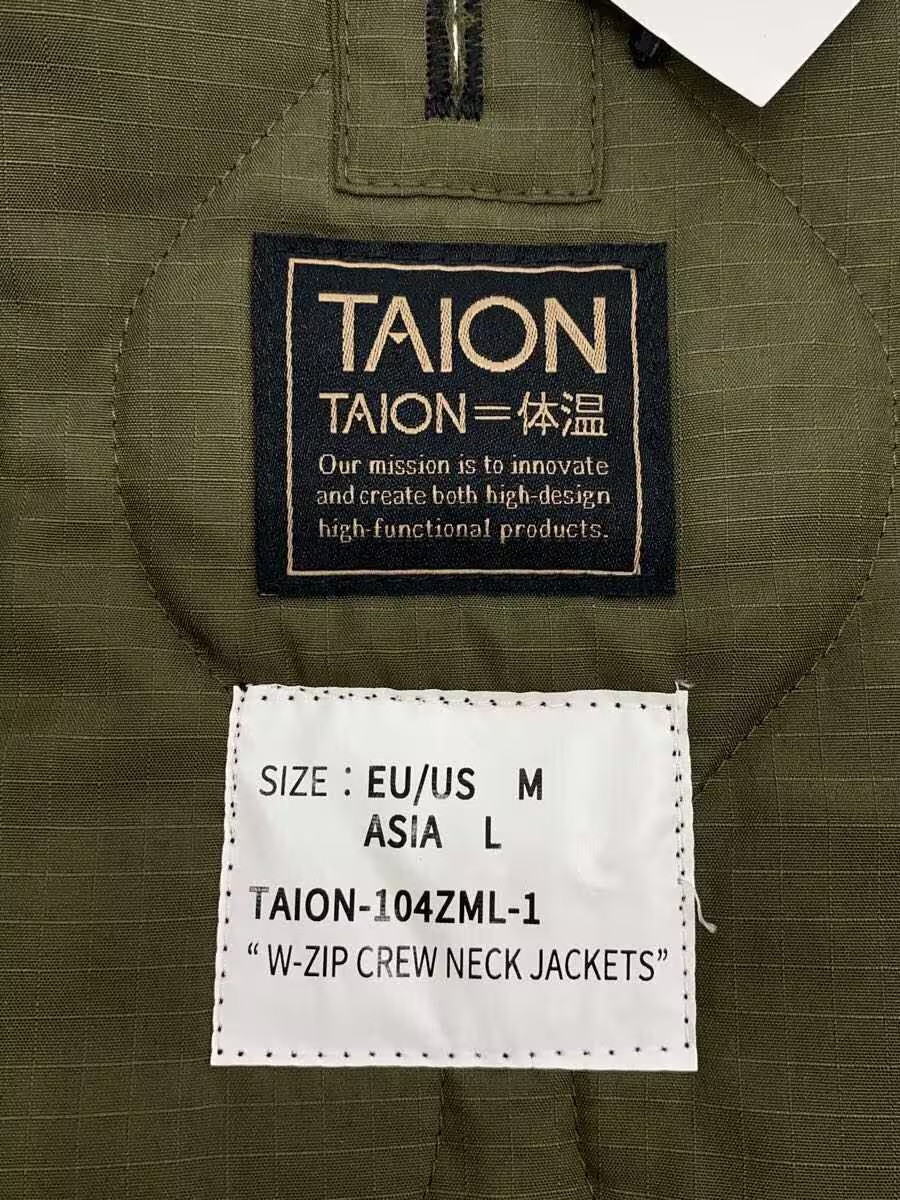 TAION
TAION=体温
Our mission is to innovate
and create both high-design
high-functional products.
SIZE : EU/US M
ASIA L
TAION-104ZML-1
“ W-ZIP CREW NECK JACKETS”